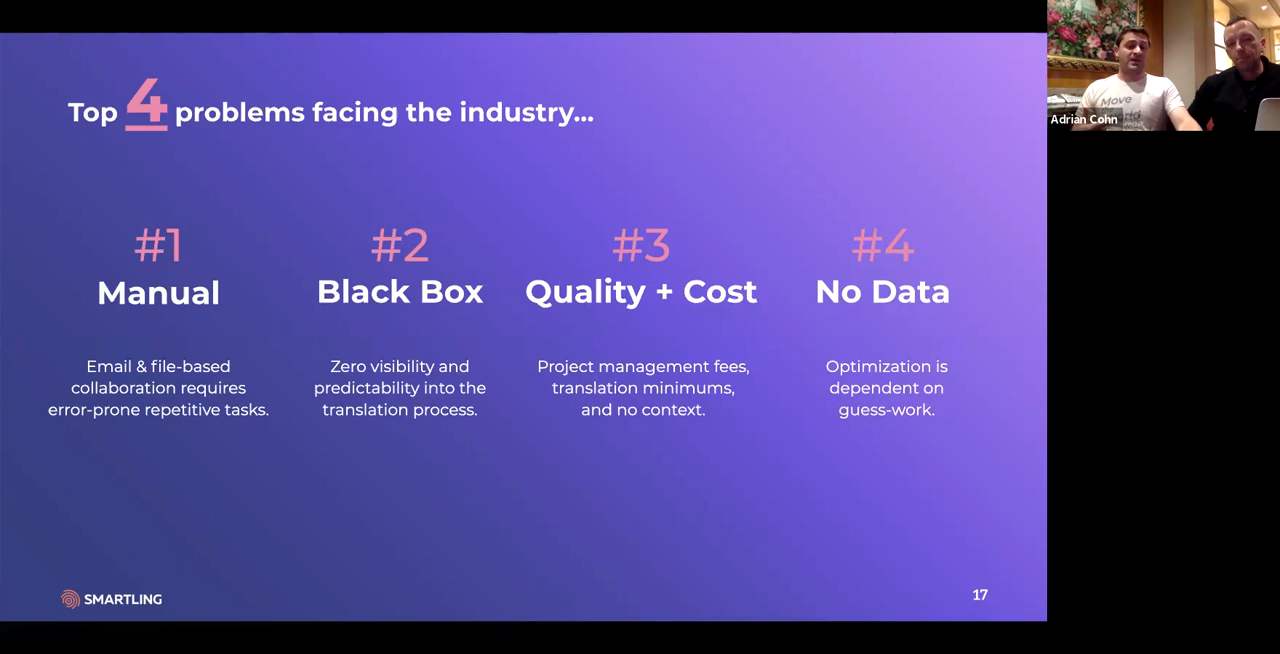 Top 4 problems facing the industry...
#1
Manual
Email & file-based
collaboration requires
error-prone repetitive tasks.
#2
Black Box
Zero visibility and
predictability into the
translation process.
#3
Quality + Cost
Project management fees,
translation minimums,
and no context.
#4
No Data
Optimization is
dependent on
guess-work.
SMARTLING
17
Move
Adrian Cohn